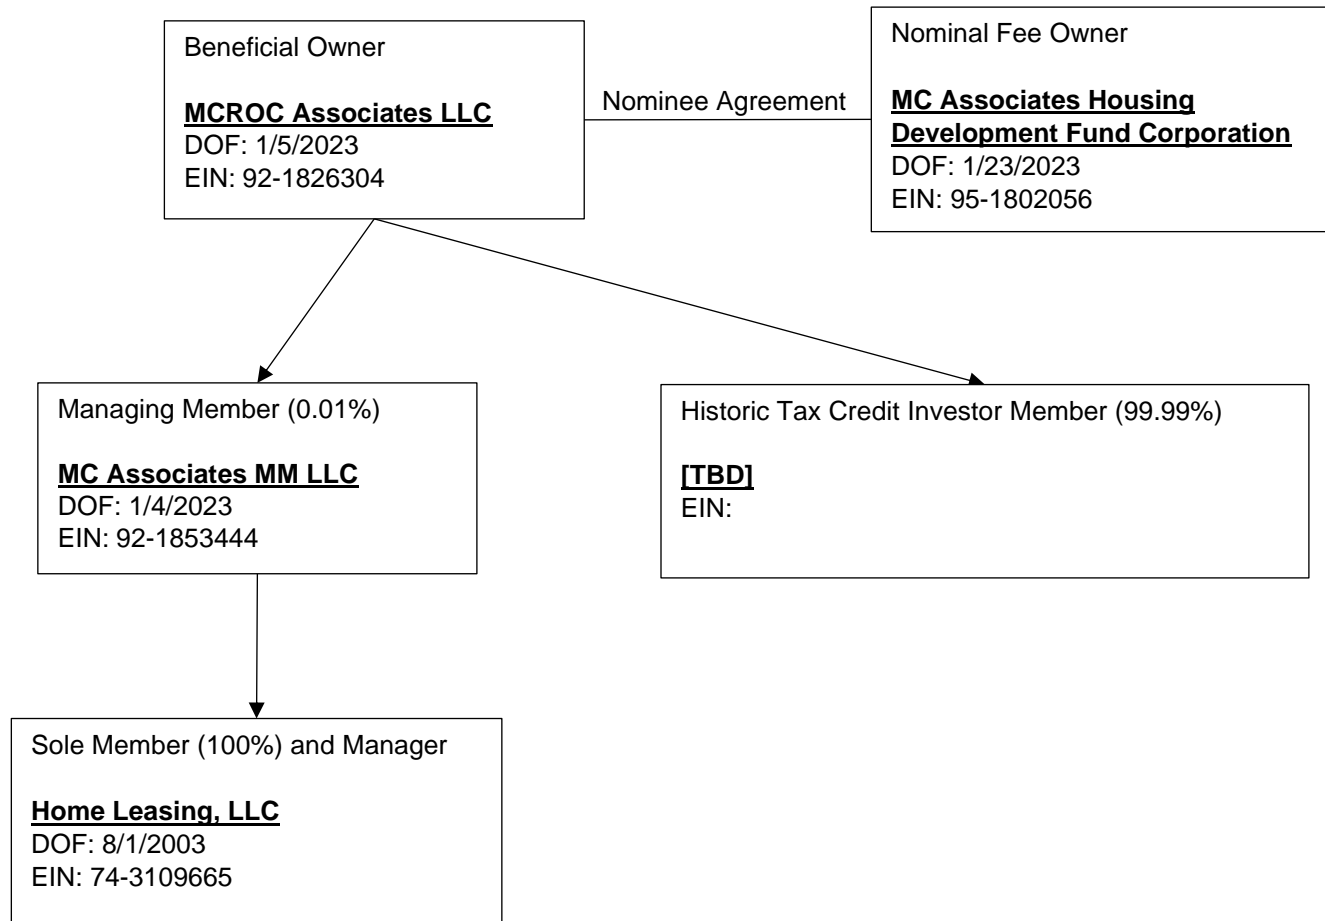 Beneficial Owner
MCROC Associates LLC
DOF: 1/5/2023
EIN: 92-1826304
Nominee Agreement
Nominal Fee Owner
MC Associates Housing
Development Fund Corporation
DOF: 1/23/2023
EIN: 95-1802056
Managing Member (0.01%)
MC Associates MM LLC
DOF: 1/4/2023
EIN: 92-1853444
Historic Tax Credit Investor Member (99.99%)
[TBD]
EIN:
Sole Member (100%) and Manager
Home Leasing, LLC
DOF: 8/1/2003
EIN: 74-3109665